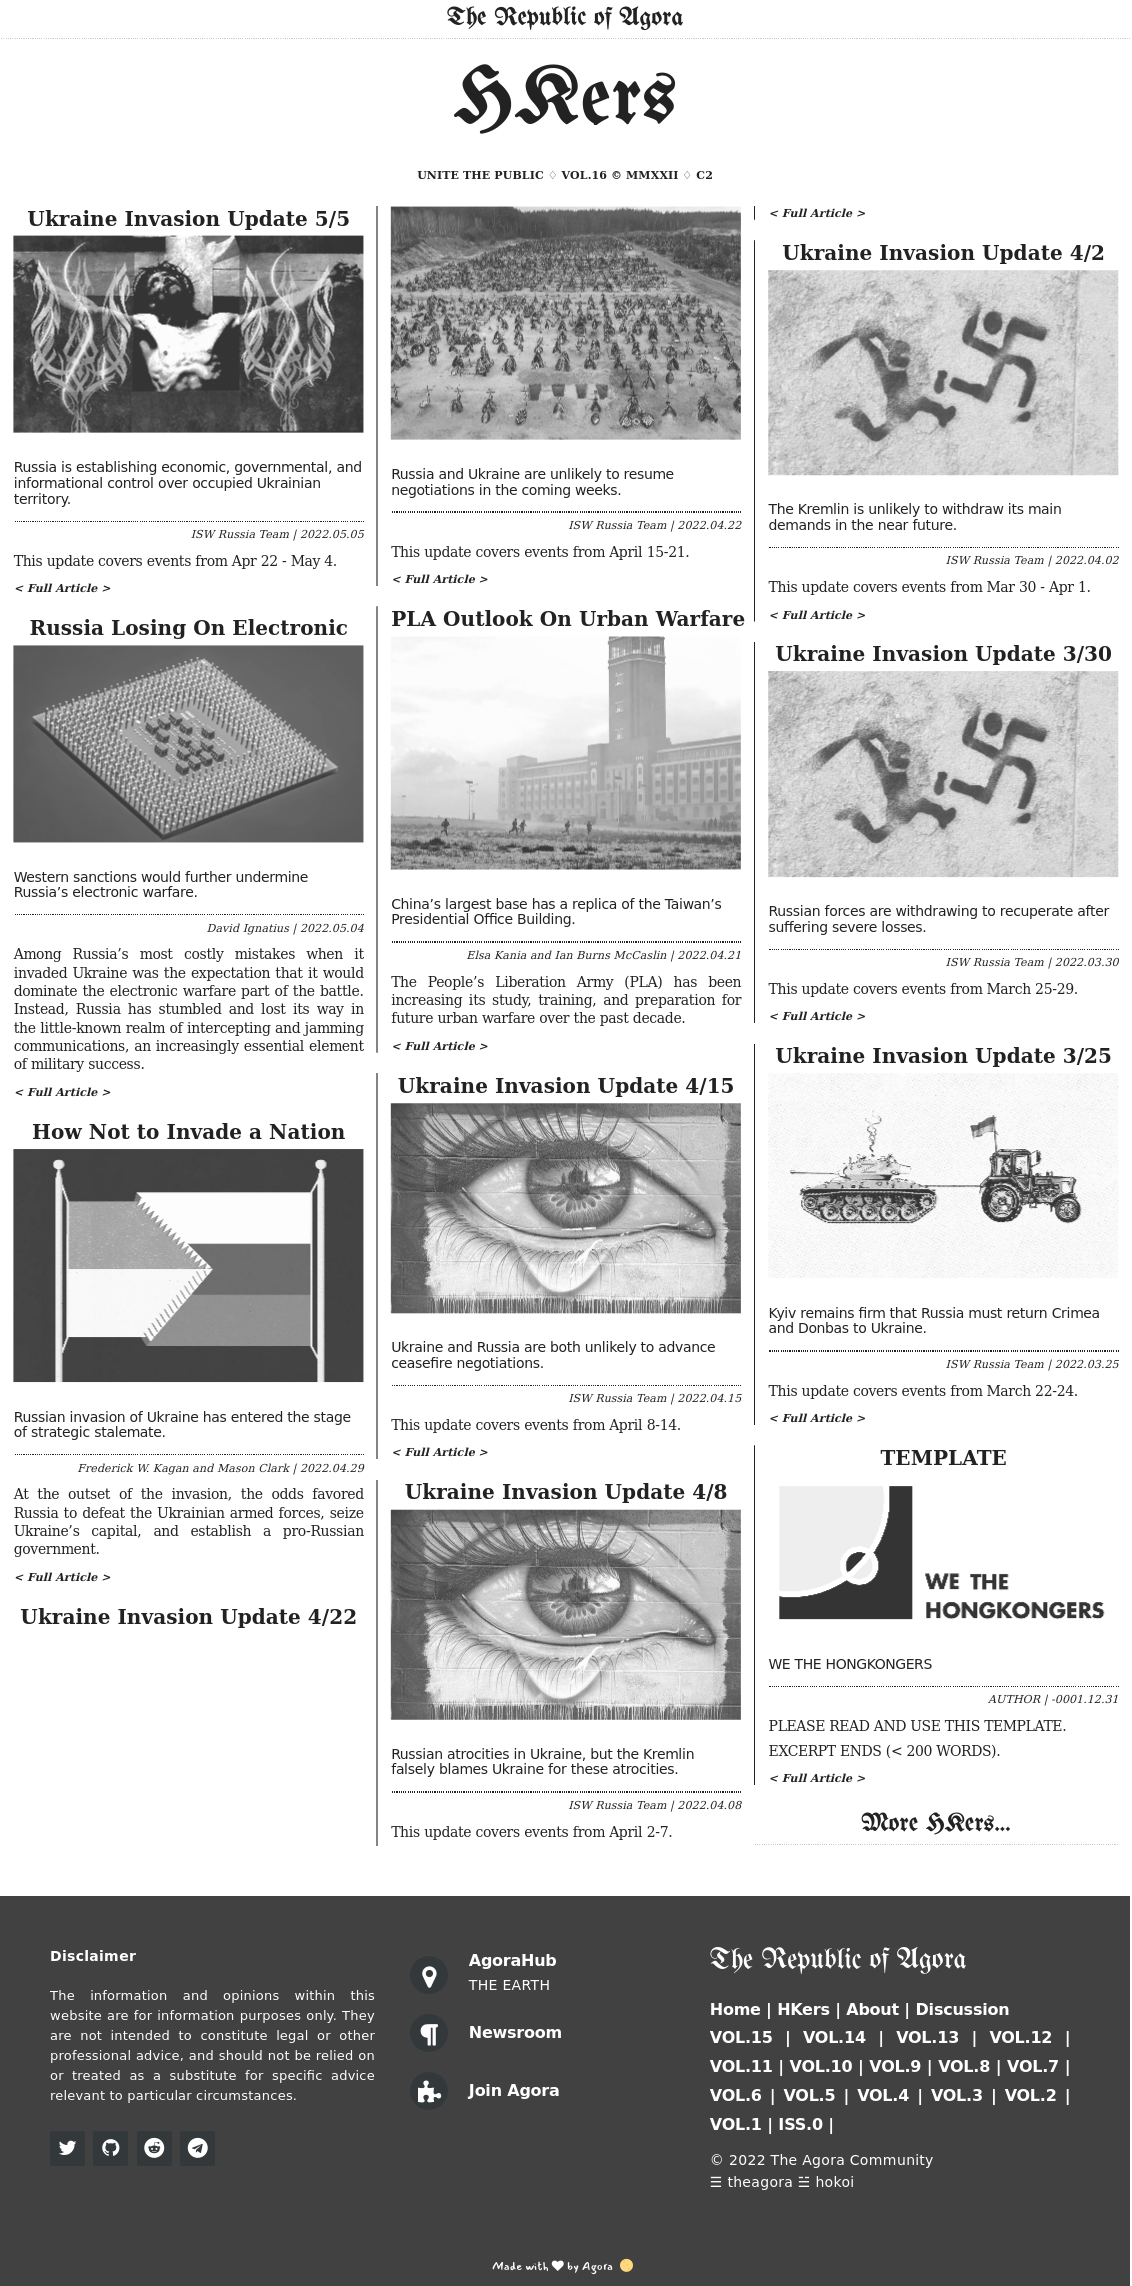 The Republic of Agora
HKers
UNITE THE PUBLIC ♢ VOL.16 © MMXXII ♢ C2
Ukraine Invasion Update 5/5
Russia is establishing economic, governmental, and
informational control over occupied Ukrainian
territory.
ISW Russia Team | 2022.05.05
This update covers events from Apr 22 - May 4.
< Full Article >
Russia Losing On Electronic
Western sanctions would further undermine
Russia’s electronic warfare.
David Ignatius | 2022.05.04
Among Russia’s most costly mistakes when it
invaded Ukraine was the expectation that it would
dominate the electronic warfare part of the battle.
Instead, Russia has stumbled and lost its way in
the little-known realm of intercepting and jamming
communications, an increasingly essential element
of military success.
< Full Article >
How Not to Invade a Nation
Russian invasion of Ukraine has entered the stage
of strategic stalemate.
Frederick W. Kagan and Mason Clark | 2022.04.29
At the outset of the invasion, the odds favored
Russia to defeat the Ukrainian armed forces, seize
Ukraine’s capital, and establish a pro-Russian
government.
< Full Article >
Ukraine Invasion Update 4/22
Russia and Ukraine are unlikely to resume
negotiations in the coming weeks.
ISW Russia Team | 2022.04.22
This update covers events from April 15-21.
< Full Article >
PLA Outlook On Urban Warfare
China’s largest base has a replica of the Taiwan’s
Presidential Office Building.
Elsa Kania and Ian Burns McCaslin | 2022.04.21
The People’s Liberation Army (PLA) has been
increasing its study, training, and preparation for
future urban warfare over the past decade.
< Full Article >
Ukraine Invasion Update 4/15
Ukraine and Russia are both unlikely to advance
ceasefire negotiations.
ISW Russia Team | 2022.04.15
This update covers events from April 8-14.
< Full Article >
Ukraine Invasion Update 4/8
Russian atrocities in Ukraine, but the Kremlin
falsely blames Ukraine for these atrocities.
ISW Russia Team | 2022.04.08
This update covers events from April 2-7.
< Full Article >
Ukraine Invasion Update 4/2
The Kremlin is unlikely to withdraw its main
demands in the near future.
ISW Russia Team | 2022.04.02
This update covers events from Mar 30 - Apr 1.
< Full Article >
Ukraine Invasion Update 3/30
Russian forces are withdrawing to recuperate after
suffering severe losses.
ISW Russia Team | 2022.03.30
This update covers events from March 25-29.
< Full Article >
Ukraine Invasion Update 3/25
Kyiv remains firm that Russia must return Crimea
and Donbas to Ukraine.
ISW Russia Team | 2022.03.25
This update covers events from March 22-24.
< Full Article >
TEMPLATE
WE THE
HONGKONGERS
WE THE HONGKONGERS
AUTHOR | -0001.12.31
PLEASE READ AND USE THIS TEMPLATE.
EXCERPT ENDS (< 200 WORDS).
< Full Article >
More HKers...
Disclaimer
The information and opinions within this
website are for information purposes only. They
are not intended to constitute legal or other
professional advice, and should not be relied on
or treated as a substitute for specific advice
relevant to particular circumstances.
AgoraHub
THE EARTH
Newsroom
Join Agora
The Republic of Agora
Home | HKers | About | Discussion
VOL.15 | VOL.14 | VOL.13 | VOL.12 |
VOL.11 | VOL.10 | VOL.9 | VOL.8 | VOL.7 |
VOL.6 | VOL.5 | VOL.4 | VOL.3 | VOL.2 |
VOL.1 | ISS.0 |
© 2022 The Agora Community
☰ theagora ☱ hokoi
Made with ❤ by Agora